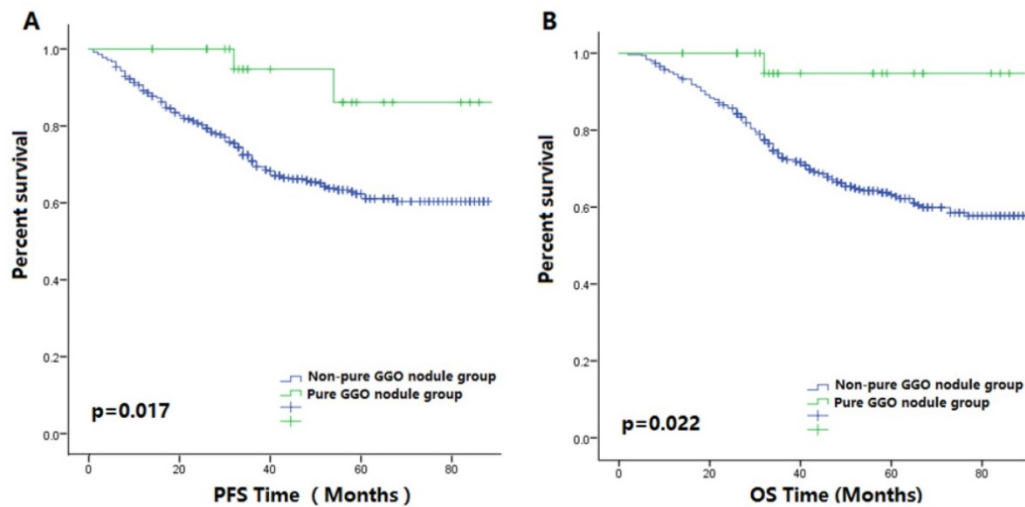 A
Percent survival
1.0
0.8
0.6
0.4
0.2
0.0
Non-pure GGO nodule group
Pure GGO nodule group
p=0.017
0 20 40 60 80
PFS Time （Months）
B
Percent survival
1.0
0.8
0.6
0.4
0.2
0.0
Non-pure GGO nodule group
Pure GGO nodule group
p=0.022
0 20 40 60 80
OS Time (Months)